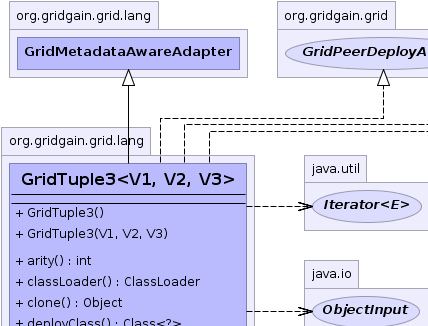 org.gridgain.grid.lang
GridMetadataAwareAdapter
org.gridgain.grid
GridPeerDeployA
org.gridgain.grid.lang
GridTuple3<V1, V2, V3>
+ GridTuple3()
+ GridTuple3(V1, V2, V3)
+ arity() : int
+ classLoader() : ClassLoader
+ clone() : Object
+ deployClass() : Class<?>
java.util
Iterator<E>
java.io
ObjectInput